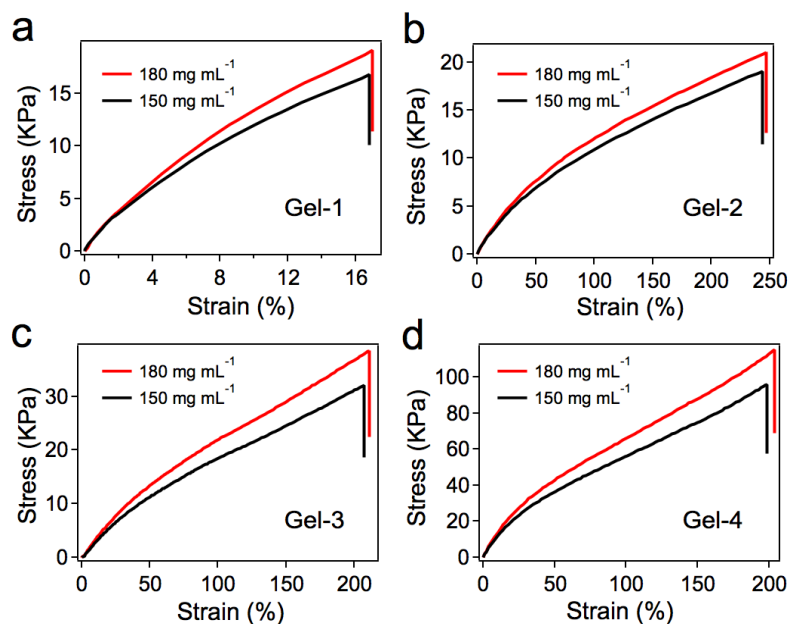 a
Stress (KPa)
15
10
5
0
180 mg mL⁻¹
150 mg mL⁻¹
Gel-1
0 4 8 12 16
Strain (%)
b
Stress (KPa)
20
15
10
5
0
180 mg mL⁻¹
150 mg mL⁻¹
Gel-2
0 50 100 150 200 250
Strain (%)
c
Stress (KPa)
30
20
10
0
180 mg mL⁻¹
150 mg mL⁻¹
Gel-3
0 50 100 150 200
Strain (%)
d
Stress (KPa)
100
80
60
40
20
0
180 mg mL⁻¹
150 mg mL⁻¹
Gel-4
0 50 100 150 200
Strain (%)